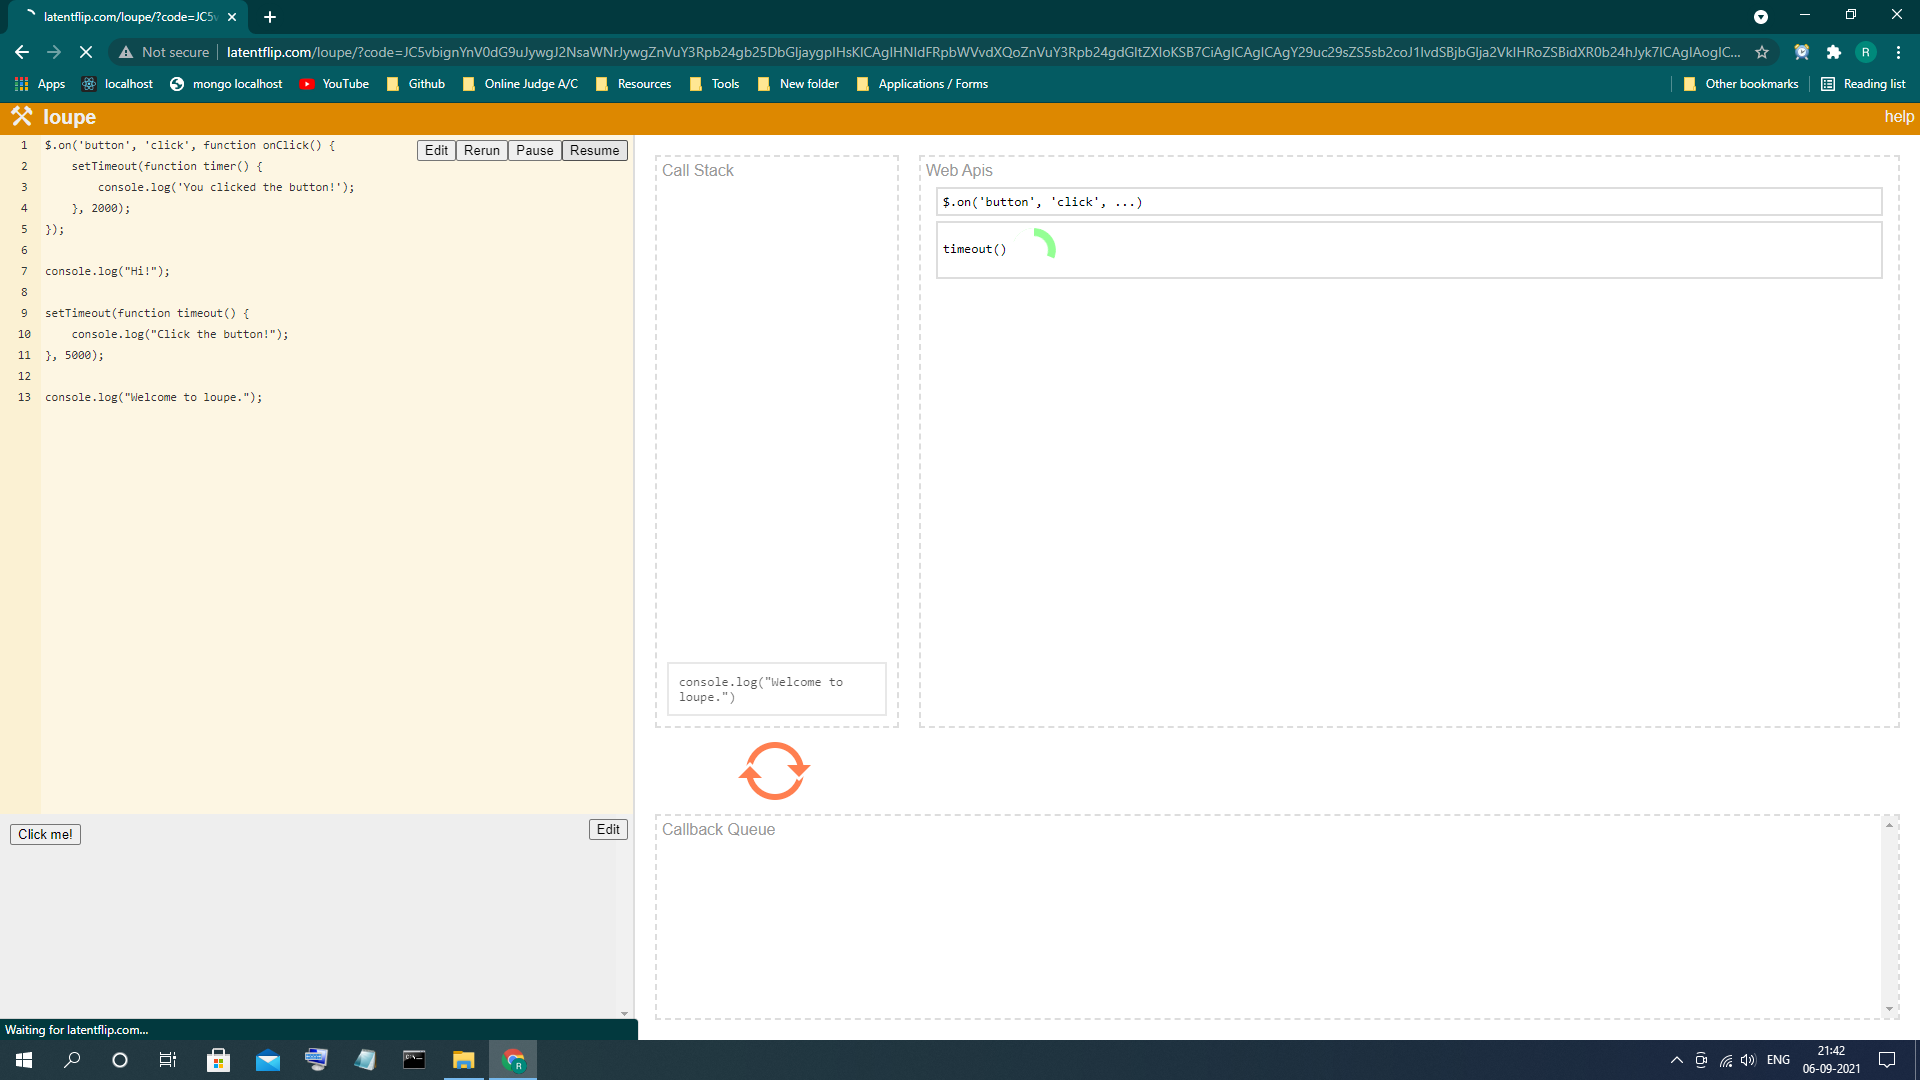 latentflip.com/loupe/?code=JC5v
Not secure
Apps
localhost
mongo localhost
YouTube
Github
Online Judge A/C
Resources
Tools
New folder
Applications / Forms
Other bookmarks
Reading list
R
loupe
help
Edit
Rerun
Pause
Resume
1 $.on('button', 'click', function onClick() {
2 setTimeout(function timer() {
3 console.log('You clicked the button!');
4 }, 2000);
5 });
6
7 console.log("Hi!");
8
9 setTimeout(function timeout() {
10 console.log("Click the button!");
11 }, 5000);
12
13 console.log("Welcome to loupe.");
Call Stack
console.log("Welcome to
loupe.")
Web Apis
$.on('button', 'click', ...)
timeout()
Click me!
Edit
Callback Queue
Waiting for latentflip.com...
ENG
21:42
06-09-2021